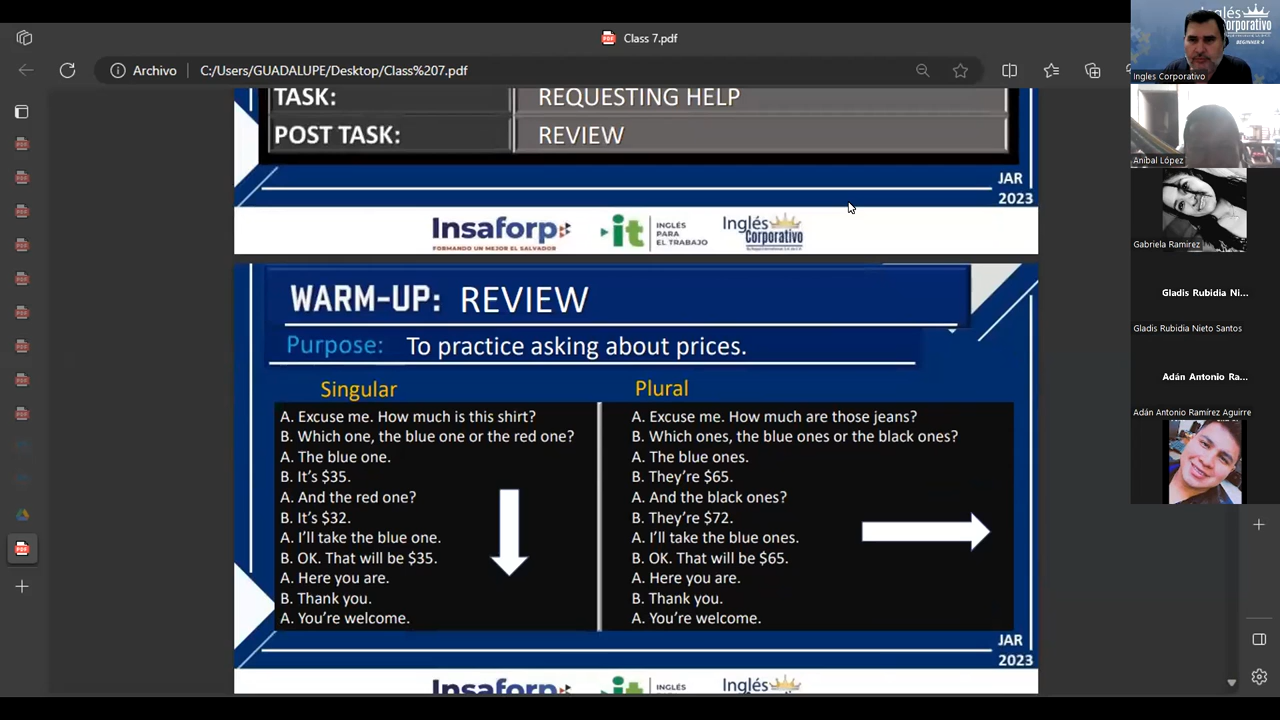 Class 7.pdf
Archivo
C:/Users/GUADALUPE/Desktop/Class%207.pdf
TASK: REQUESTING HELP
POST TASK: REVIEW
JAR
2023
Insaforp
FORMANDO UN MEJOR EL SALVADOR
it
INGLÉS
PARA
EL TRABAJO
Inglés
Corporativo
WARM-UP: REVIEW
Purpose: To practice asking about prices.
Singular
A. Excuse me. How much is this shirt?
B. Which one, the blue one or the red one?
A. The blue one.
B. It's $35.
A. And the red one?
B. It's $32.
A. I'll take the blue one.
B. OK. That will be $35.
A. Here you are.
B. Thank you.
A. You're welcome.
Plural
A. Excuse me. How much are those jeans?
B. Which ones, the blue ones or the black ones?
A. The blue ones.
B. They're $65.
A. And the black ones?
B. They're $72.
A. I'll take the blue ones.
B. OK. That will be $65.
A. Here you are.
B. Thank you.
A. You're welcome.
JAR
2023
Insaforp
it
INGLÉS
Inglés
Inglés
Corporativo
BEGINNER 4
Ingles Corporativo
Aníbal López
Gabriela Ramirez
Gladis Rubidia Ni...
Gladis Rubidia Nieto Santos
Adán Antonio Ra...
Adán Antonio Ramírez Aguirre